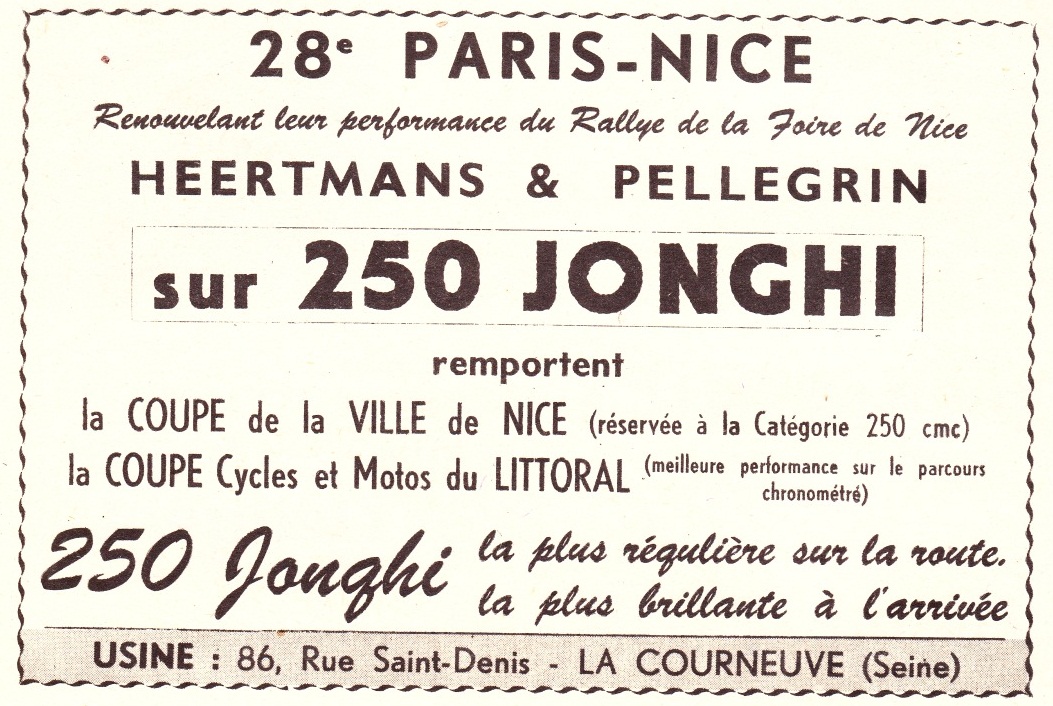 28e PARIS-NICE
Renouvelant leur performance du Rallye de la Foire de Nice
HEERTMANS & PELLEGRIN
sur 250 JONGHI
remportent
la COUPE de la VILLE de NICE (réservée à la Catégorie 250 cmc)
la COUPE Cycles et Motos du LITTORAL (meilleure performance sur le parcours chronométré)
250 Jonghi
la plus régulière sur la route.
la plus brillante à l'arrivée
USINE : 86, Rue Saint-Denis - LA COURNEUVE (Seine)